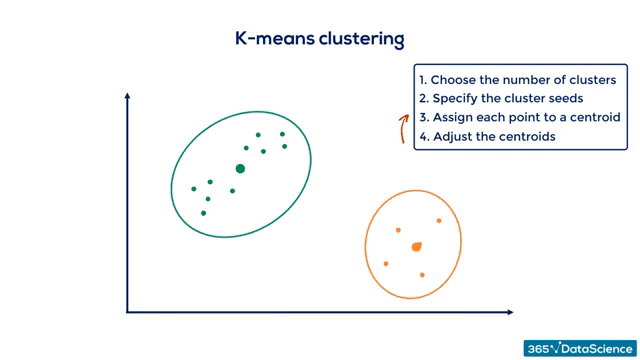 K-means clustering
1. Choose the number of clusters
2. Specify the cluster seeds
3. Assign each point to a centroid
4. Adjust the centroids
365 DataScience